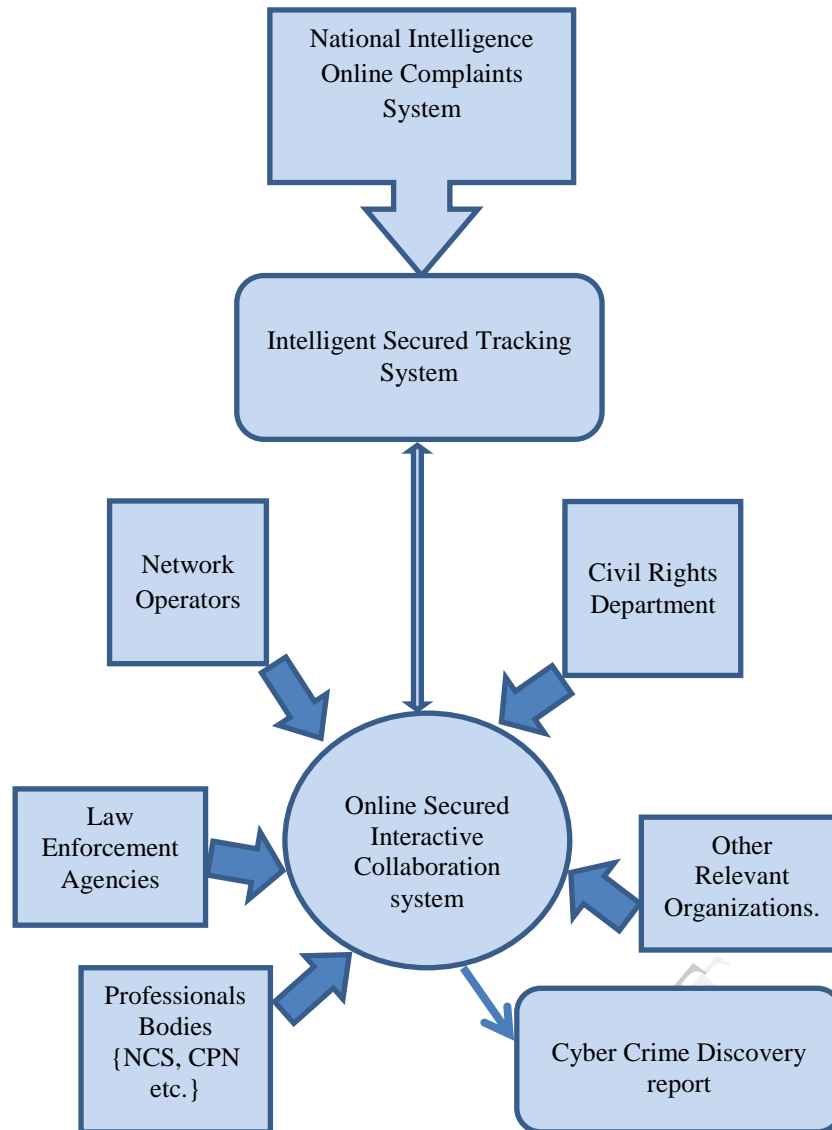 National Intelligence
Online Complaints
System
Intelligent Secured Tracking
System
Network
Operators
Civil Rights
Department
Law
Enforcement
Agencies
Online Secured
Interactive
Collaboration
system
Other
Relevant
Organizations.
Professionals
Bodies
{NCS, CPN
etc.}
Cyber Crime Discovery
report